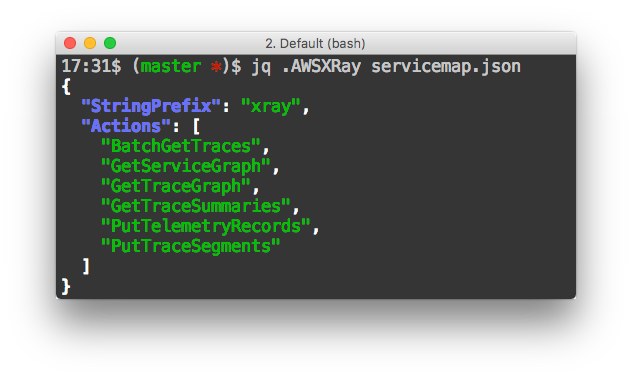 2. Default (bash)
17:31$ (master *)$ jq .AWSXRay servicemap.json
{
  "StringPrefix": "xray",
  "Actions": [
    "BatchGetTraces",
    "GetServiceGraph",
    "GetTraceGraph",
    "GetTraceSummaries",
    "PutTelemetryRecords",
    "PutTraceSegments"
  ]
}